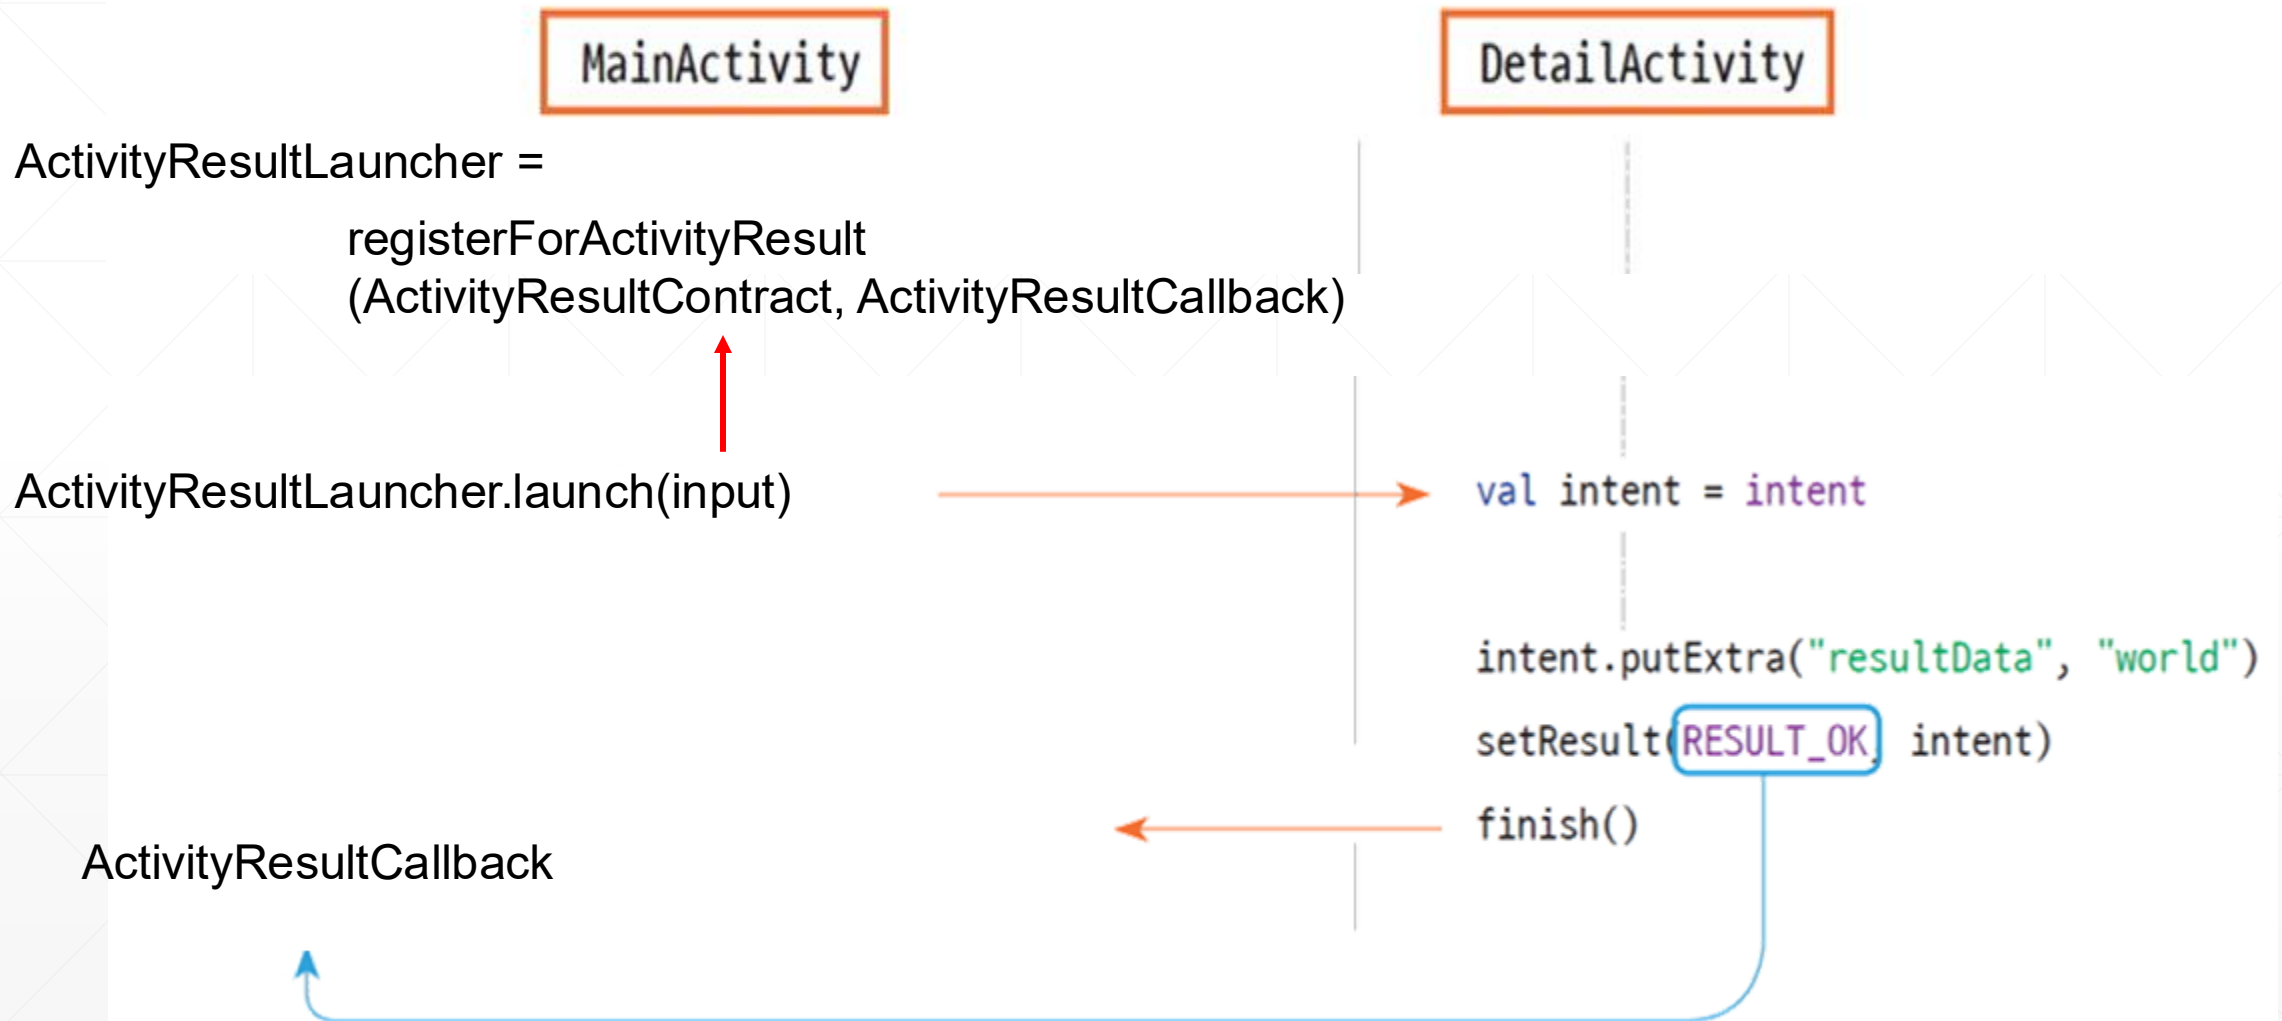 MainActivity
DetailActivity
ActivityResultLauncher =
registerForActivityResult
(ActivityResultContract, ActivityResultCallback)
ActivityResultLauncher.launch(input)
val intent = intent
intent.putExtra("resultData", "world")
setResult(RESULT_OK, intent)
finish()
ActivityResultCallback